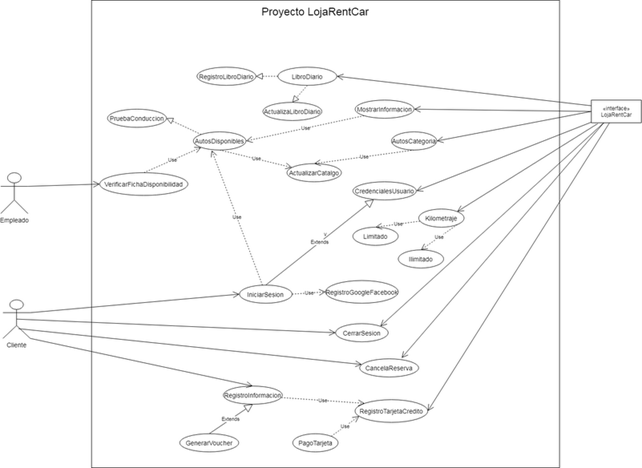 Proyecto LojaRentCar
RegistroLibroDiario
LibroDiario
ActualizaLibroDiario
MostrarInformacion
«interface»
LojaRentCar
PruebaConduccion
Use
AutosDisponibles
AutosCategoria
Use
Use
Use
ActualizarCatalgo
VerificarFichaDisponibilidad
Empleado
CredencialesUsuario
Use
Kilometraje
Use
Limitado
Use
Extends
Ilimitado
IniciarSesion
Use
RegistroGoogleFacebook
Cliente
CerrarSesion
CancelaReserva
RegistroInformacion
Use
RegistroTarjetaCredito
Extends
Use
GenerarVoucher
PagoTarjeta